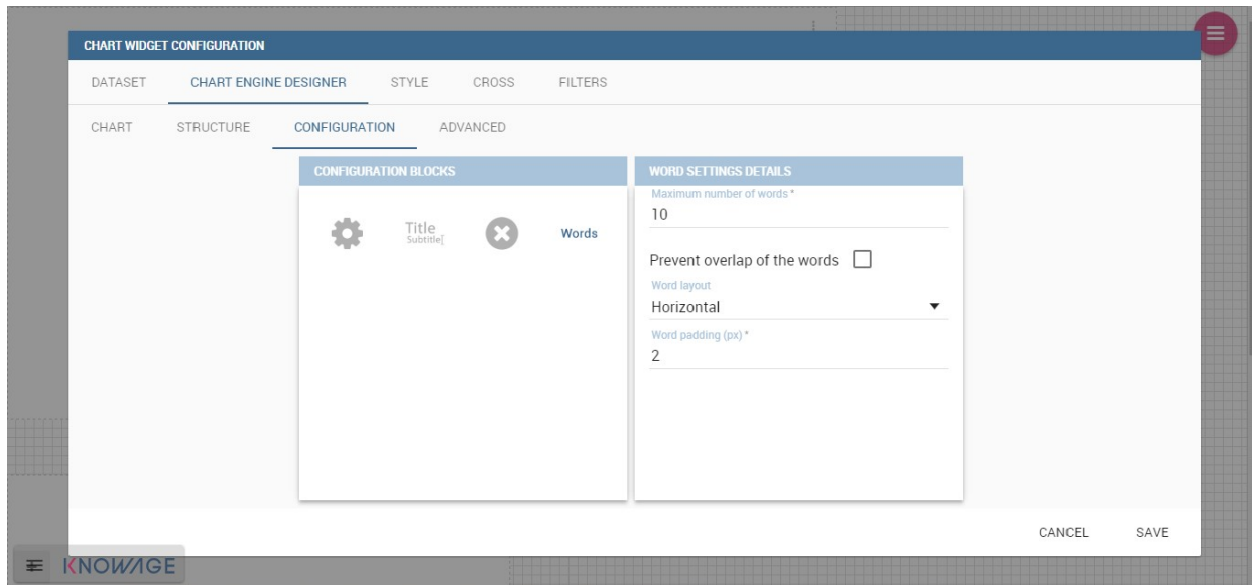 CHART WIDGET CONFIGURATION
DATASET CHART ENGINE DESIGNER STYLE CROSS FILTERS
CHART STRUCTURE CONFIGURATION ADVANCED
CONFIGURATION BLOCKS
Title
Subtitle[
Words
WORD SETTINGS DETAILS
Maximum number of words *
10
Prevent overlap of the words
Word layout
Horizontal
Word padding (px) *
2
CANCEL SAVE
KNOWAGE